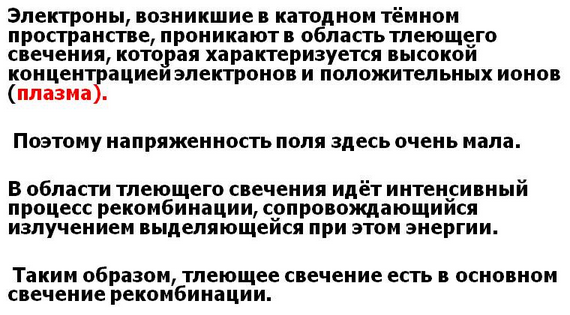 Электроны, возникшие в катодном тёмном
пространстве, проникают в область тлеющего
свечения, которая характеризуется высокой
концентрацией электронов и положительных ионов
(плазма).
Поэтому напряженность поля здесь очень мала.
В области тлеющего свечения идёт интенсивный
процесс рекомбинации, сопровождающийся
излучением выделяющейся при этом энергии.
Таким образом, тлеющее свечение есть в основном
свечение рекомбинации.